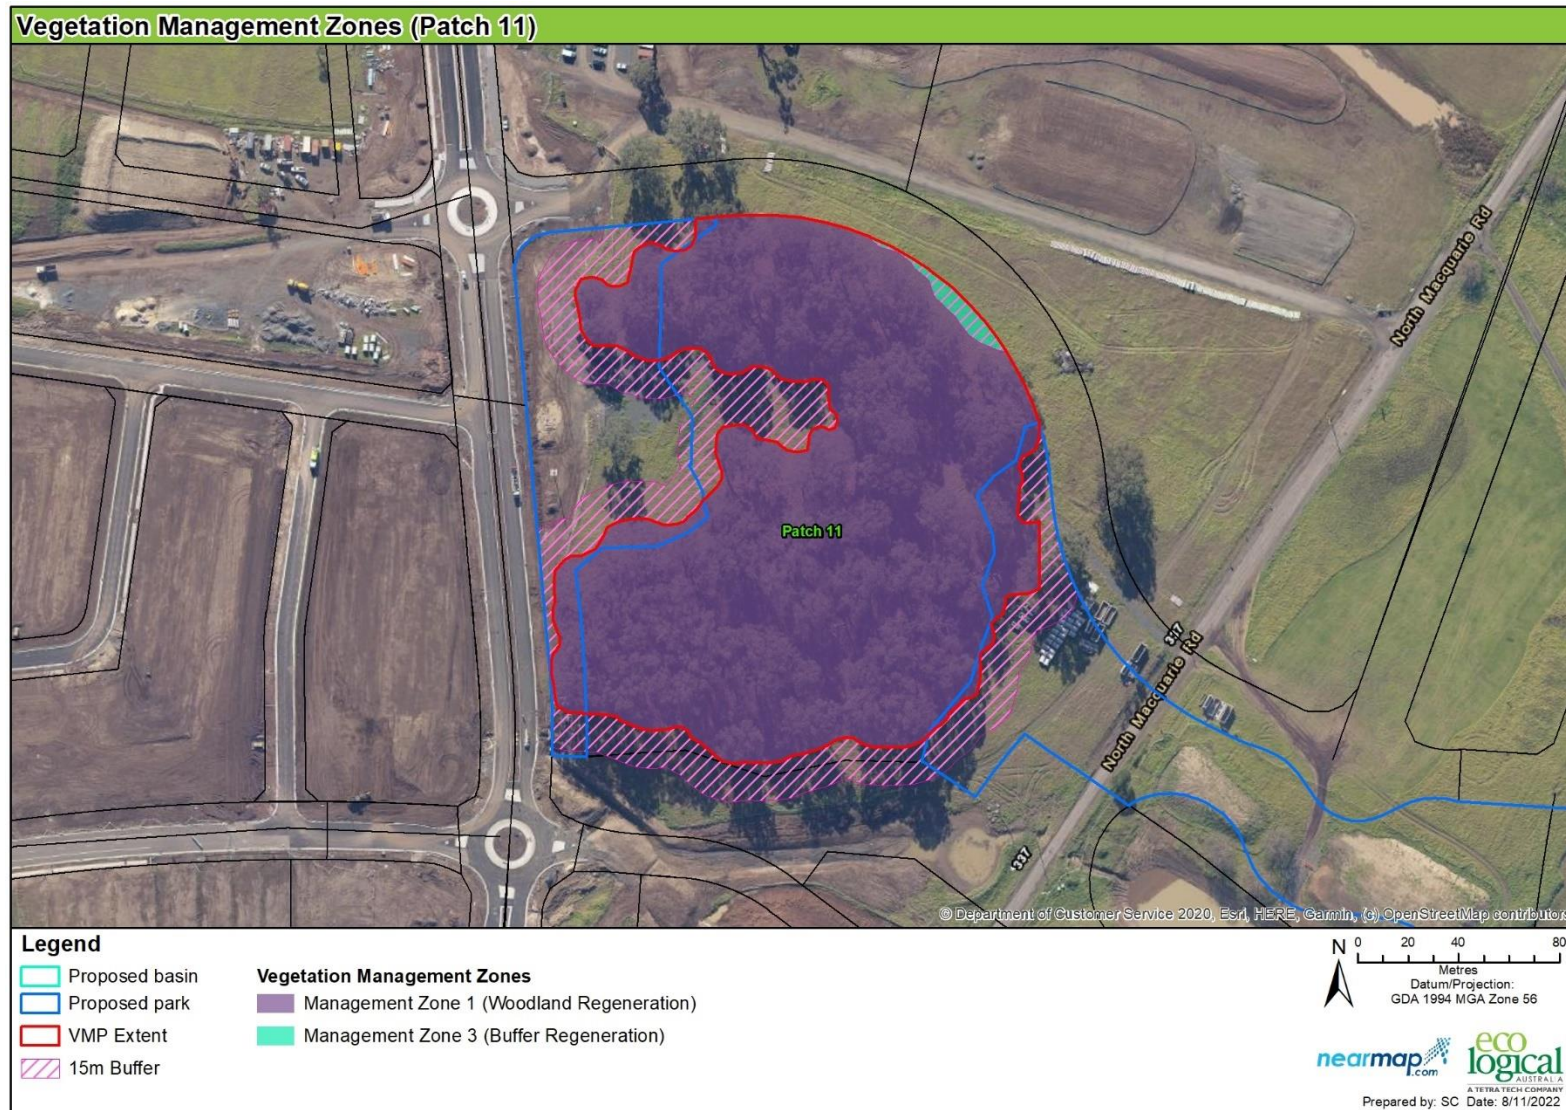 Vegetation Management Zones (Patch 11)
North Macquarie Rd
Patch 11
337
North Macquarie Rd
337
© Department of Customer Service 2020, Esri, HERE, Garmin, (c) OpenStreetMap contributors
Legend
Proposed basin
Proposed park
VMP Extent
15m Buffer
Vegetation Management Zones
Management Zone 1 (Woodland Regeneration)
Management Zone 3 (Buffer Regeneration)
N
0 20 40 80
Metres
Datum/Projection:
GDA 1994 MGA Zone 56
nearmap.com
eco
logical
AUSTRALIA
A TETRA TECH COMPANY
Prepared by: SC Date: 8/11/2022